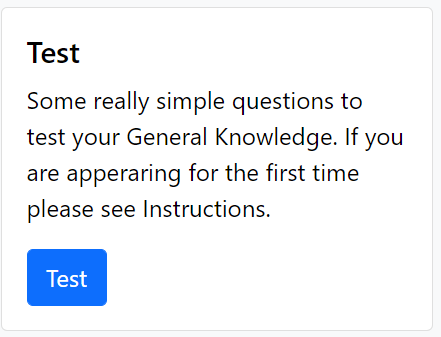 Test
Some really simple questions to
test your General Knowledge. If you
are apperaring for the first time
please see Instructions.
Test